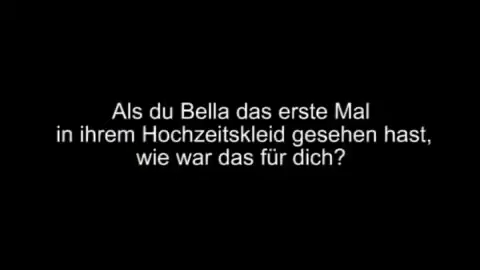 Als du Bella das erste Mal
in ihrem Hochzeitskleid gesehen hast,
wie war das für dich?